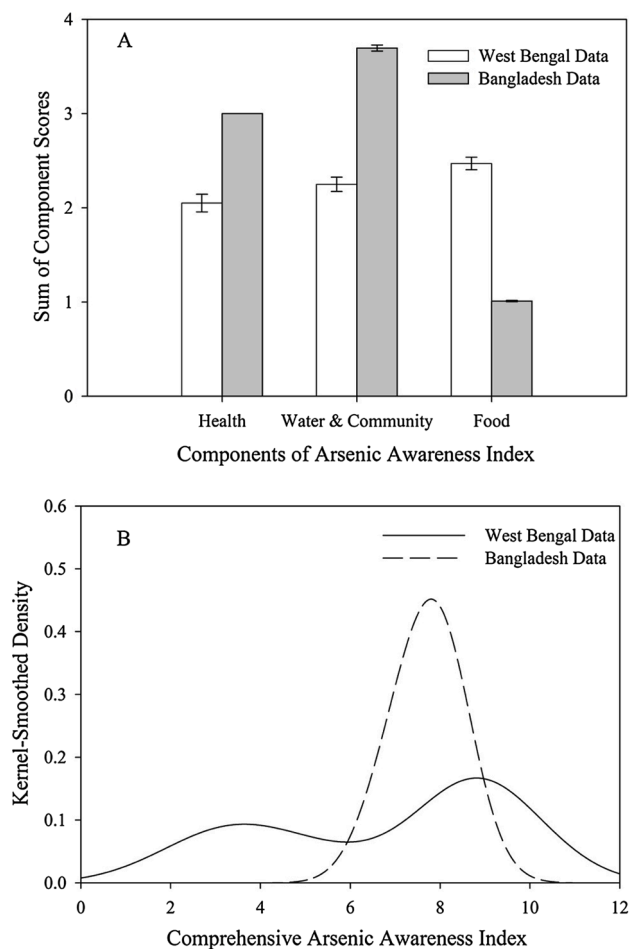 A
West Bengal Data
Bangladesh Data
4
3
2
1
0
Sum of Component Scores
Health Water & Community Food
Components of Arsenic Awareness Index
B
West Bengal Data
Bangladesh Data
0.6
0.5
0.4
0.3
0.2
0.1
0.0
Kernel-Smoothed Density
0 2 4 6 8 10 12
Comprehensive Arsenic Awareness Index